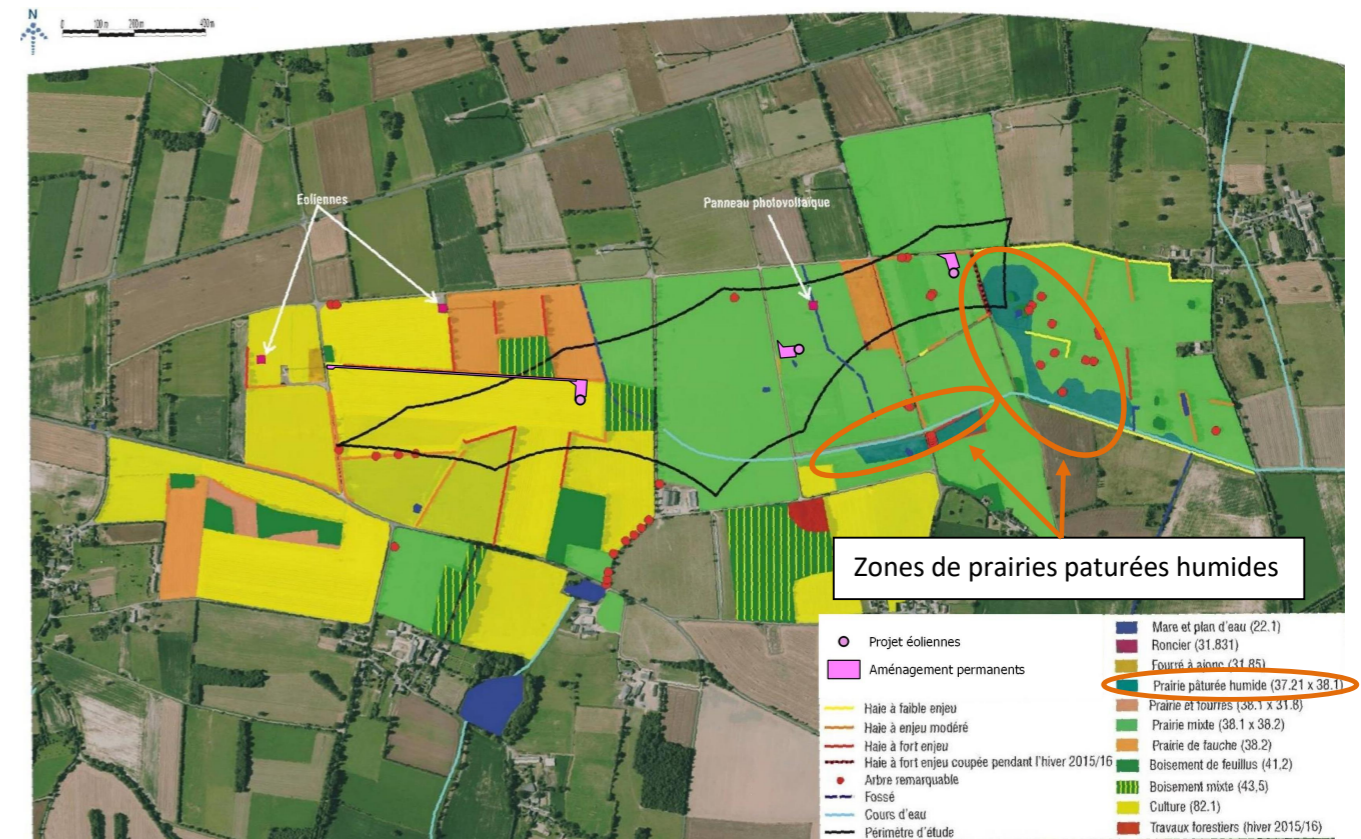 N
0 100 m 200 m 400 m
Eoliennes
Panneau photovoltaïque
Zones de prairies paturées humides
Projet éoliennes
Aménagement permanents
Haie à faible enjeu
Haie à enjeu modéré
Haie à fort enjeu
Haie à fort enjeu coupée pendant l'hiver 2015/16
Arbre remarquable
Fossé
Cours d'eau
Périmètre d'étude
Mare et plan d'eau (22.1)
Roncier (31.831)
Fourré à ajonc (31.85)
Prairie pâturée humide (37.21 x 38.1)
Prairie et fourrés (38.1 x 31.8)
Prairie mixte (38.1 x 38.2)
Prairie de fauche (38.2)
Boisement de feuillus (41,2)
Boisement mixte (43,5)
Culture (82.1)
Travaux forestiers (hiver 2015/16)